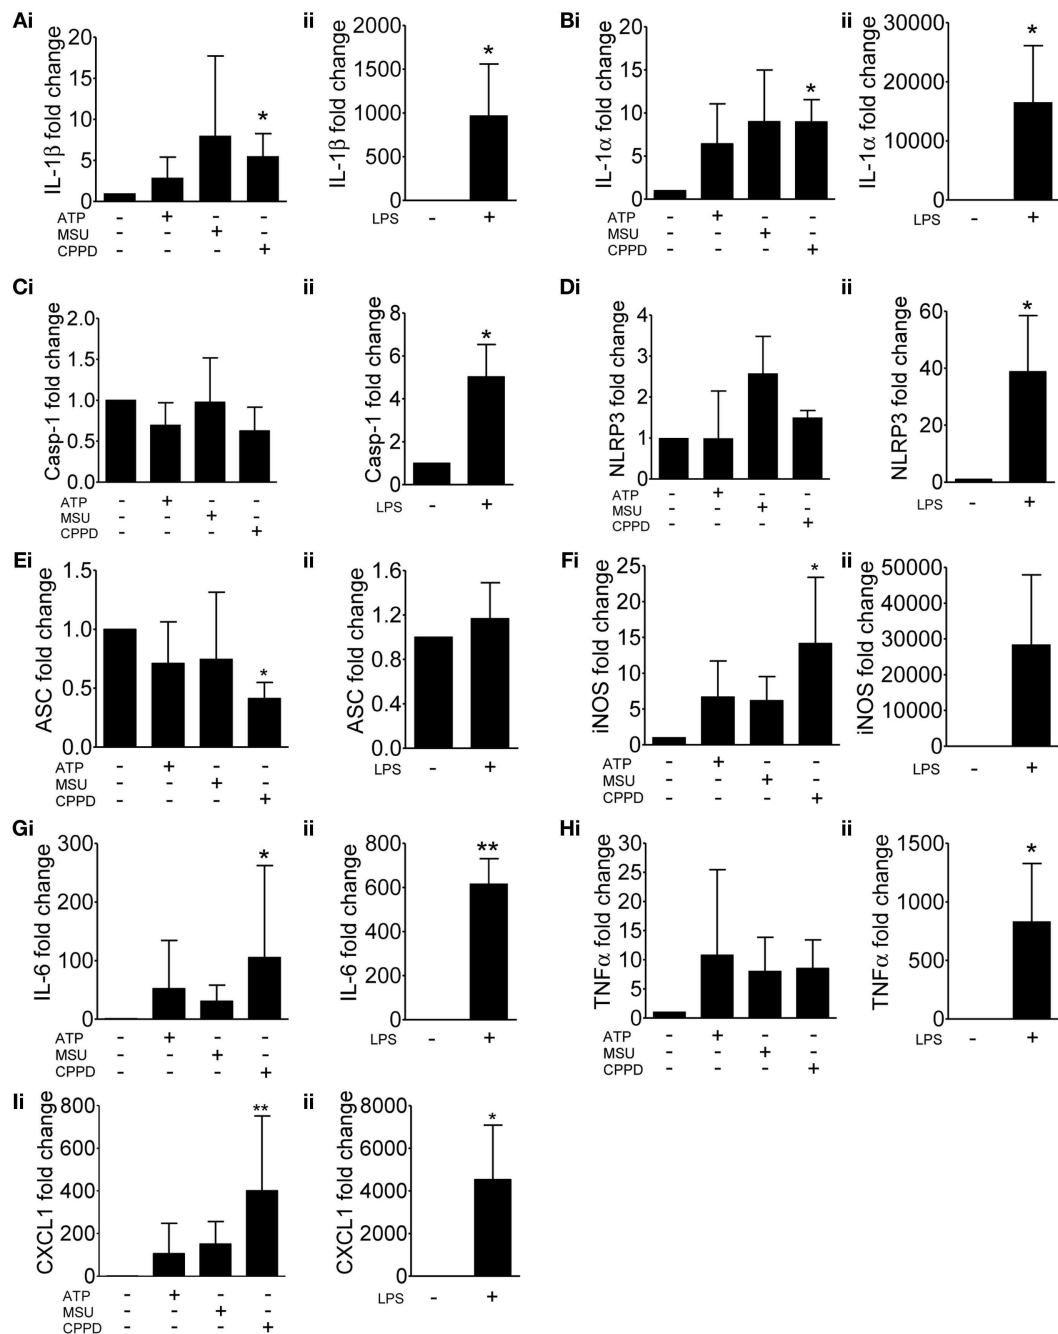 Ai
IL-1β fold change
20
15
10
5
0
*
ATP - + - -
MSU - - + -
CPPD - - - +
ii
IL-1β fold change
2000
1500
1000
500
0
*
LPS - +
Bi
IL-1α fold change
20
15
10
5
0
*
ATP - + - -
MSU - - + -
CPPD - - - +
ii
IL-1α fold change
30000
20000
10000
0
*
LPS - +
Ci
Casp-1 fold change
2.0
1.5
1.0
0.5
0.0
ATP - + - -
MSU - - + -
CPPD - - - +
ii
Casp-1 fold change
8
6
4
2
0
*
LPS - +
Di
NLRP3 fold change
4
3
2
1
0
ATP - + - -
MSU - - + -
CPPD - - - +
ii
NLRP3 fold change
60
40
20
0
*
LPS - +
Ei
ASC fold change
1.5
1.0
0.5
0.0
*
ATP - + - -
MSU - - + -
CPPD - - - +
ii
ASC fold change
1.6
1.2
0.8
0.4
0.0
LPS - +
Fi
iNOS fold change
25
20
15
10
5
0
*
ATP - + - -
MSU - - + -
CPPD - - - +
ii
iNOS fold change
50000
40000
30000
20000
10000
0
LPS - +
Gi
IL-6 fold change
300
200
100
0
*
ATP - + - -
MSU - - + -
CPPD - - - +
ii
IL-6 fold change
800
600
400
200
0
**
LPS - +
Hi
TNFα fold change
30
25
20
15
10
5
0
ATP - + - -
MSU - - + -
CPPD - - - +
ii
TNFα fold change
1500
1000
500
0
*
LPS - +
Ii
CXCL1 fold change
800
600
400
200
0
**
ATP - + - -
MSU - - + -
CPPD - - - +
ii
CXCL1 fold change
8000
6000
4000
2000
0
*
LPS - +